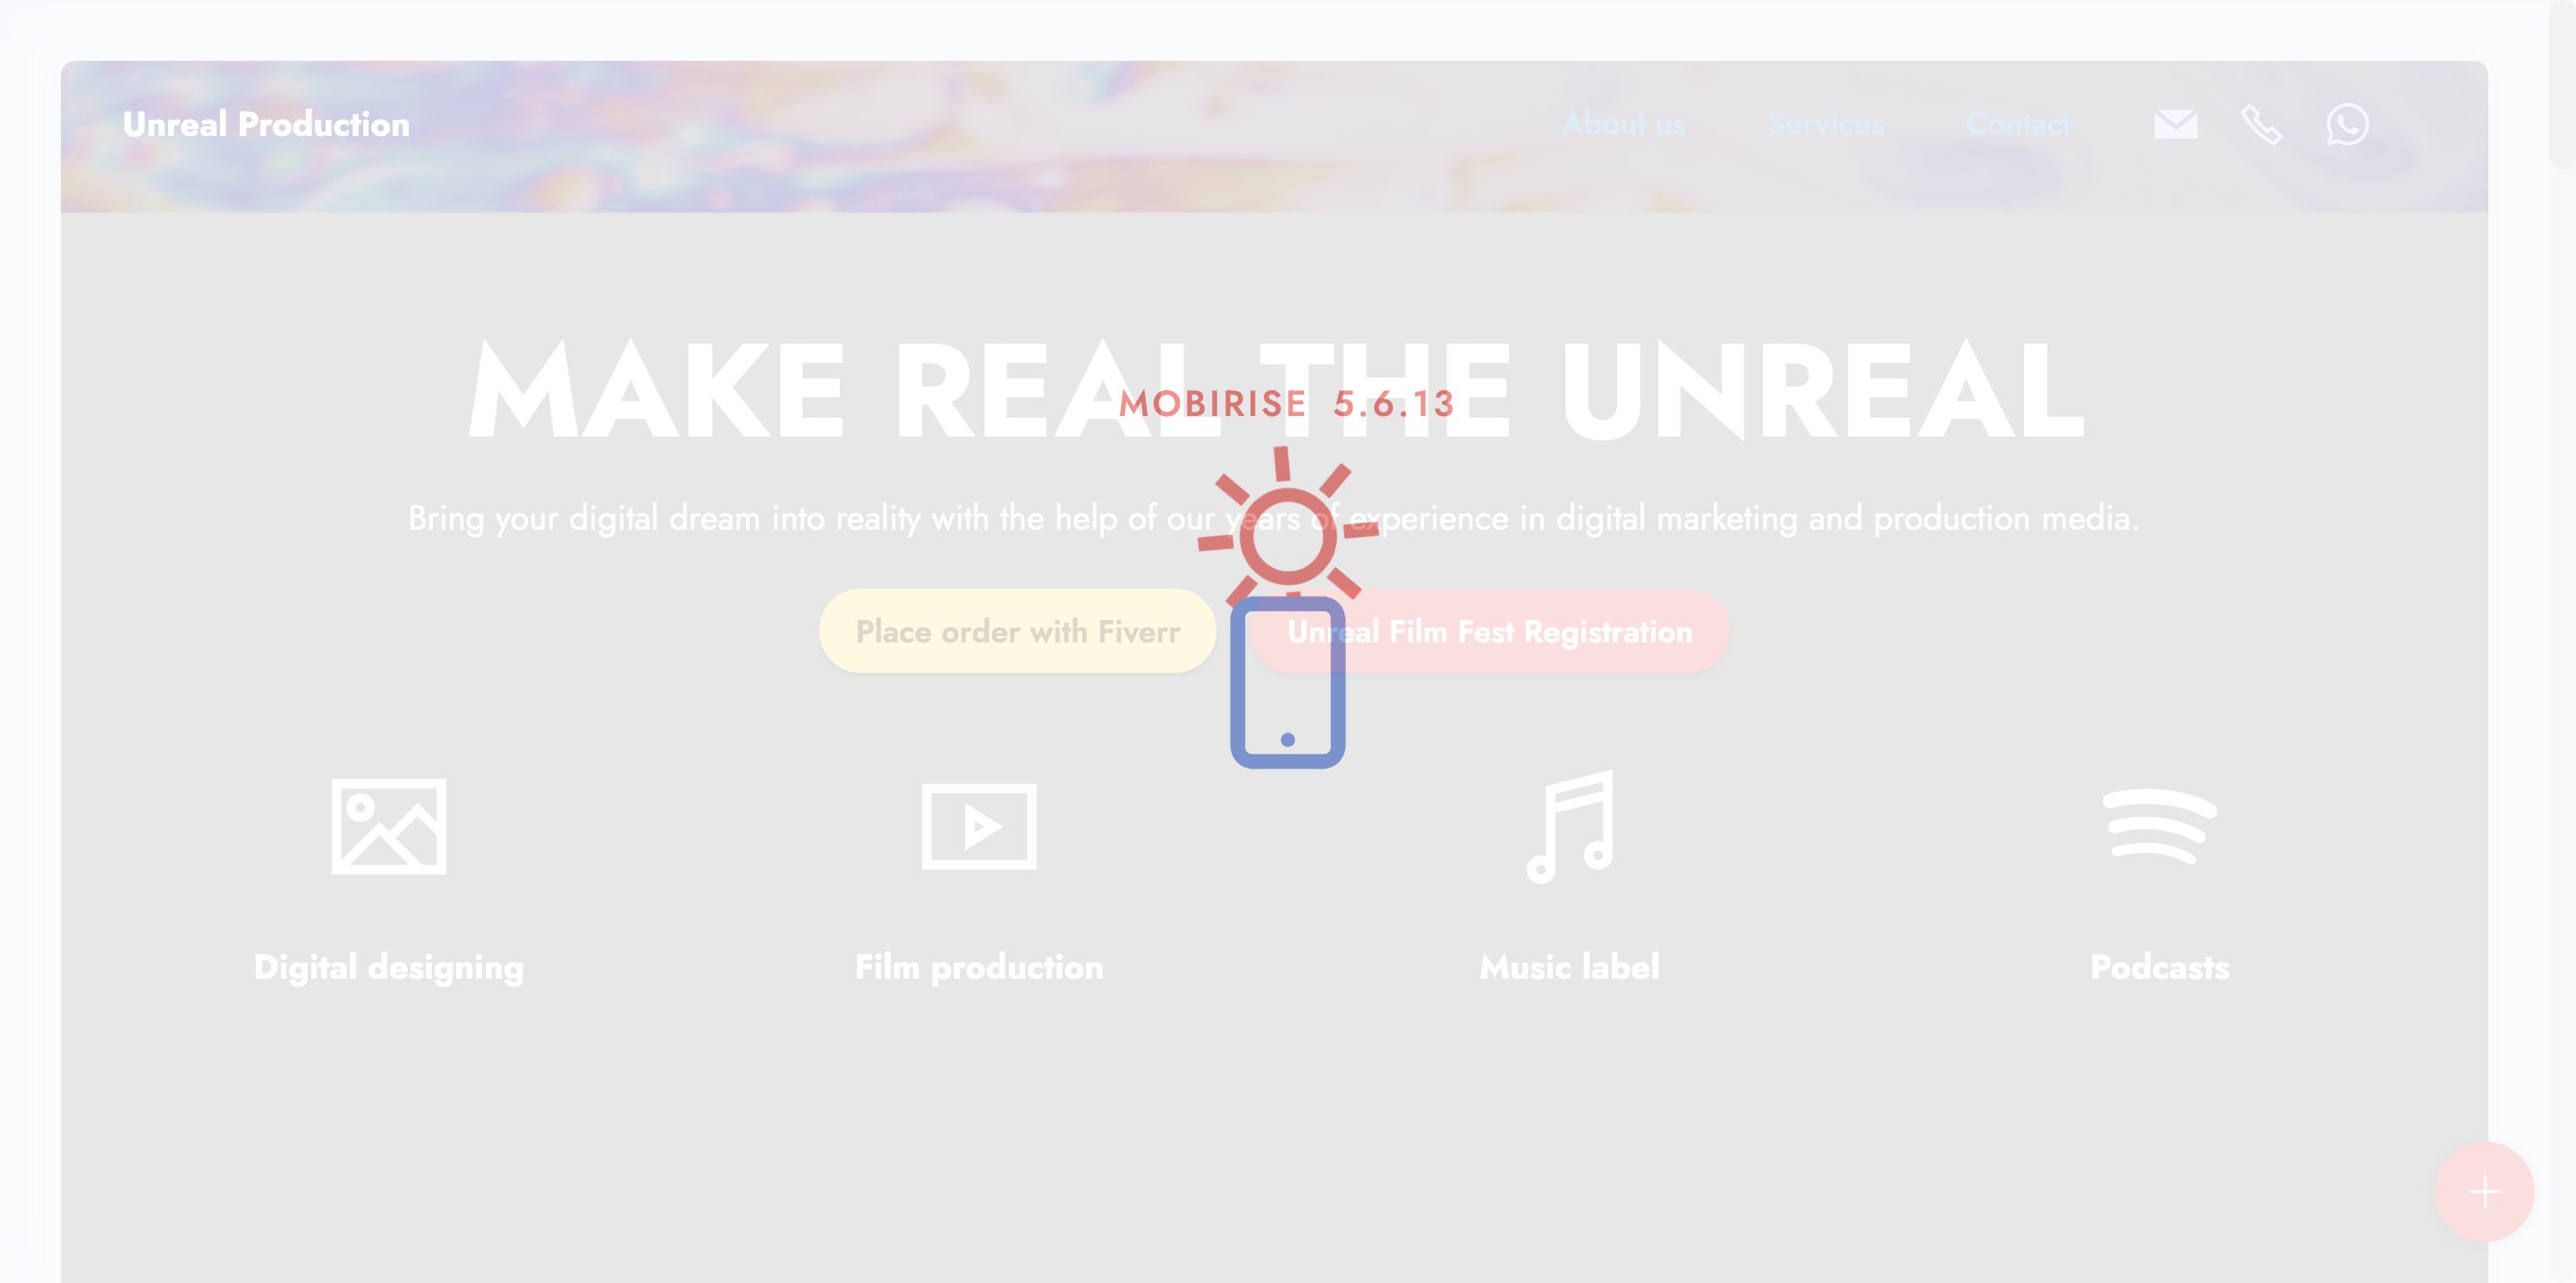 Unreal Production
About us Services Contact
MAKE REAL THE UNREAL
MOBIRISE 5.6.13
Bring your digital dream into reality with the help of our years of experience in digital marketing and production media.
Place order with Fiverr
Unreal Film Fest Registration
Digital designing
Film production
Music label
Podcasts